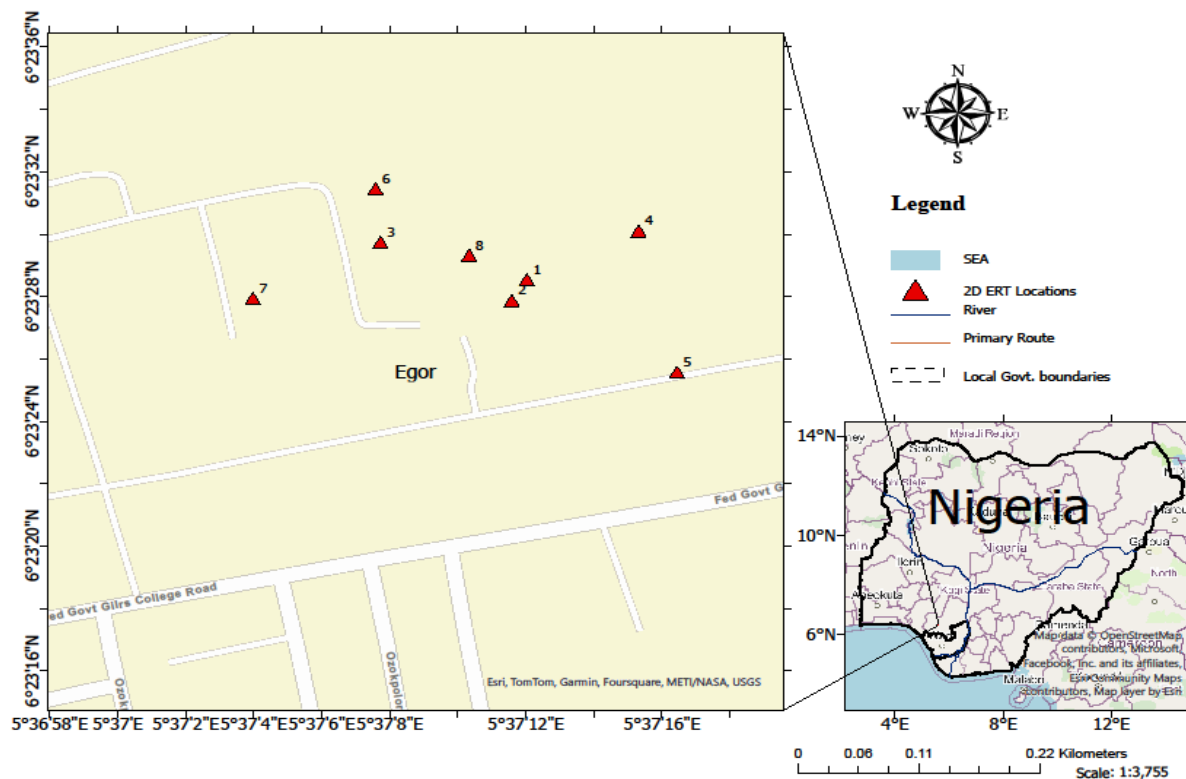 6°23'36"N
6°23'32"N
6°23'28"N
6°23'24"N
6°23'20"N
6°23'16"N
6
3
8
4
1
2
7
5
Egor
Fed Govt G
Fed Govt Gilrs College Road
Ozokpolor
Esri, TomTom, Garmin, Foursquare, METI/NASA, USGS
5°36'58"E
5°37'E
5°37'2"E
5°37'4"E
5°37'6"E
5°37'8"E
5°37'12"E
5°37'16"E
N
W
E
S
Legend
SEA
2D ERT Locations
River
Primary Route
Local Govt. boundaries
14°N
10°N
6°N
Maradi Region
Sokoto
Nigeria
Nigeria
Ilorin
Garoua
North
Abeokuta
Malabo
Map data © OpenStreetMap
contributors, Microsoft,
Facebook, Inc. and its affiliates,
Esri Community Maps
contributors, Map layer by Esri
4°E
8°E
12°E
0
0.06
0.11
0.22 Kilometers
Scale: 1:3,755